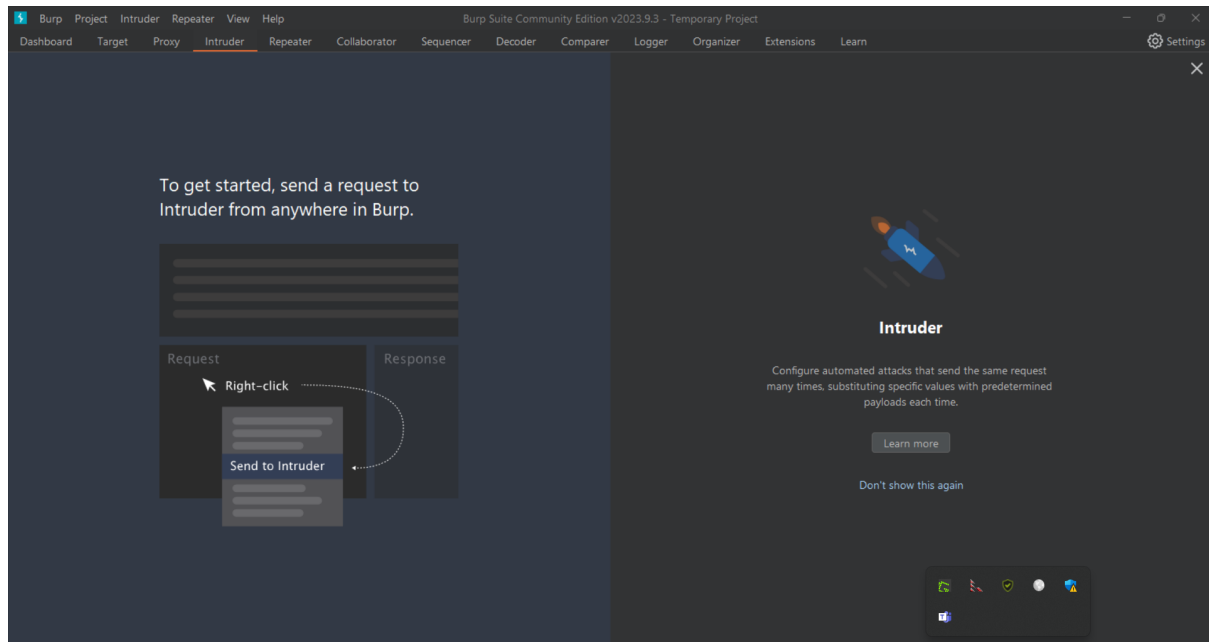 Burp Project Intruder Repeater View Help Burp Suite Community Edition v2023.9.3 - Temporary Project
Dashboard Target Proxy Intruder Repeater Collaborator Sequencer Decoder Comparer Logger Organizer Extensions Learn Settings
To get started, send a request to
Intruder from anywhere in Burp.
Request Response
Right-click
Send to Intruder
Intruder
Configure automated attacks that send the same request
many times, substituting specific values with predetermined
payloads each time.
Learn more
Don't show this again